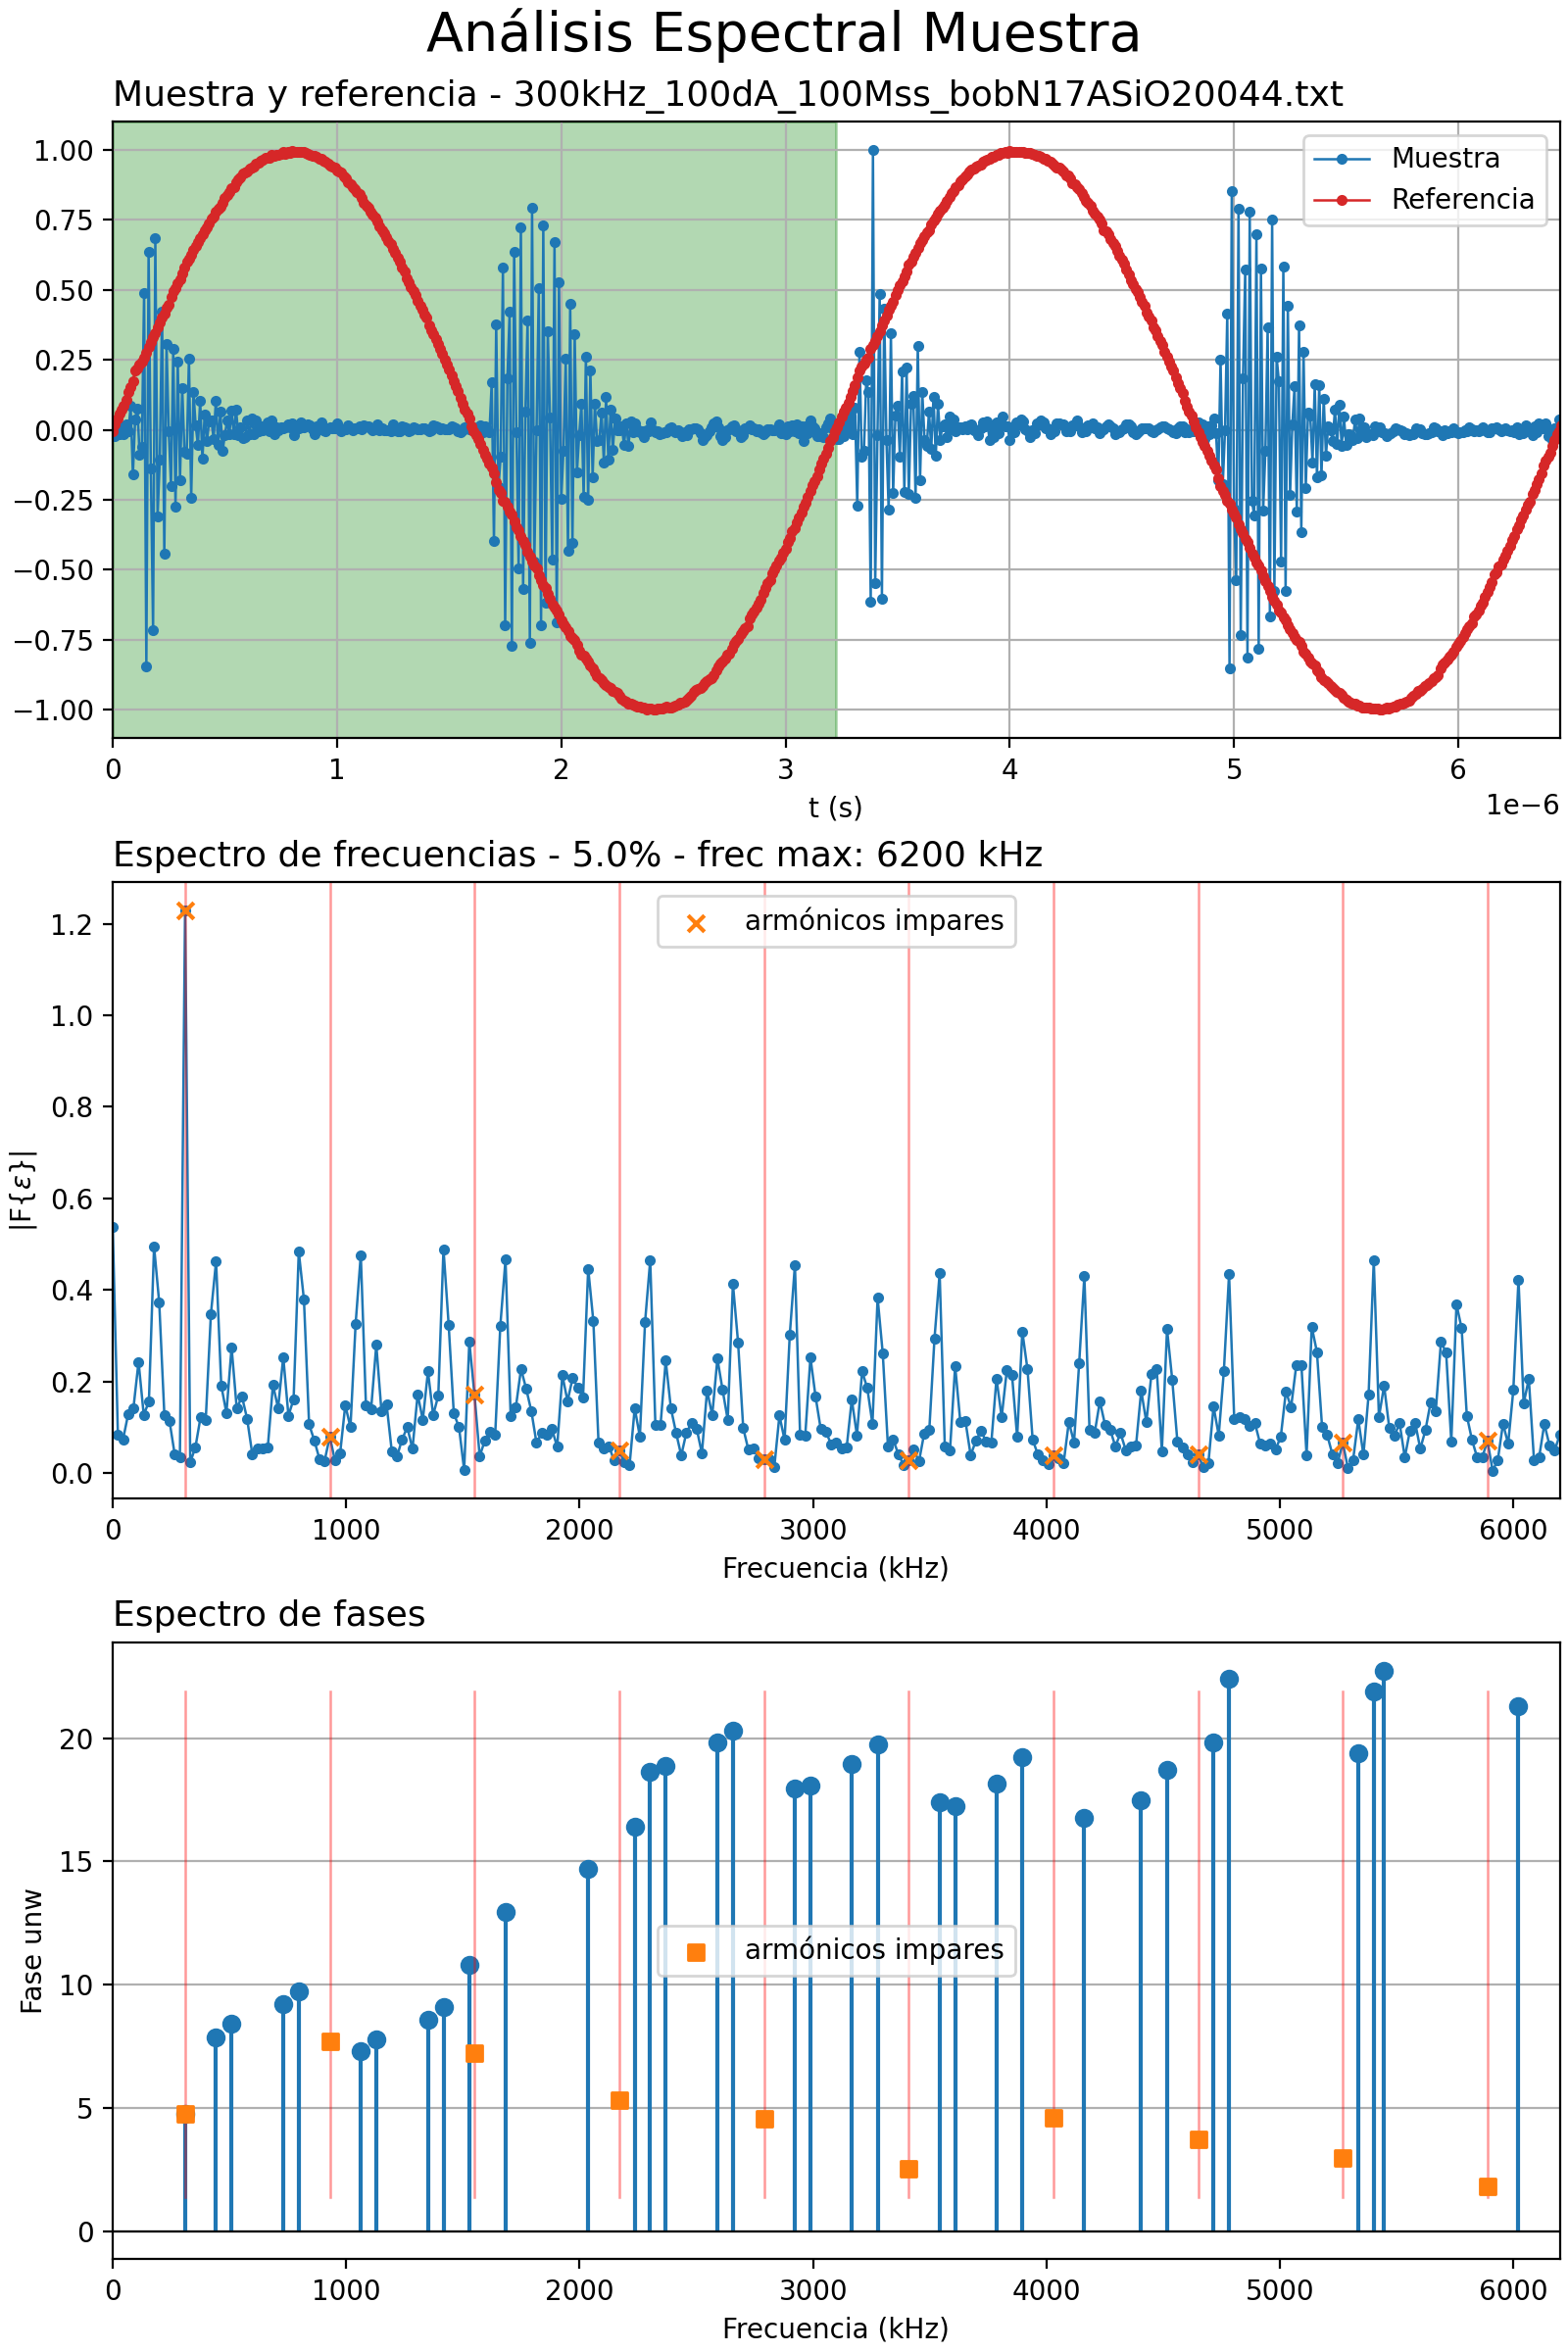 Análisis Espectral Muestra
Muestra y referencia - 300kHz_100dA_100Mss_bobN17ASiO20044.txt
1.00
0.75
0.50
0.25
0.00
−0.25
−0.50
−0.75
−1.00
Muestra
Referencia
0 1 2 3 4 5 6
t (s)
1e−6
Espectro de frecuencias - 5.0% - frec max: 6200 kHz
1.2
1.0
0.8
0.6
0.4
0.2
0.0
|F{ε}|
armónicos impares
0 1000 2000 3000 4000 5000 6000
Frecuencia (kHz)
Espectro de fases
20
15
10
5
0
Fase unw
armónicos impares
0 1000 2000 3000 4000 5000 6000
Frecuencia (kHz)